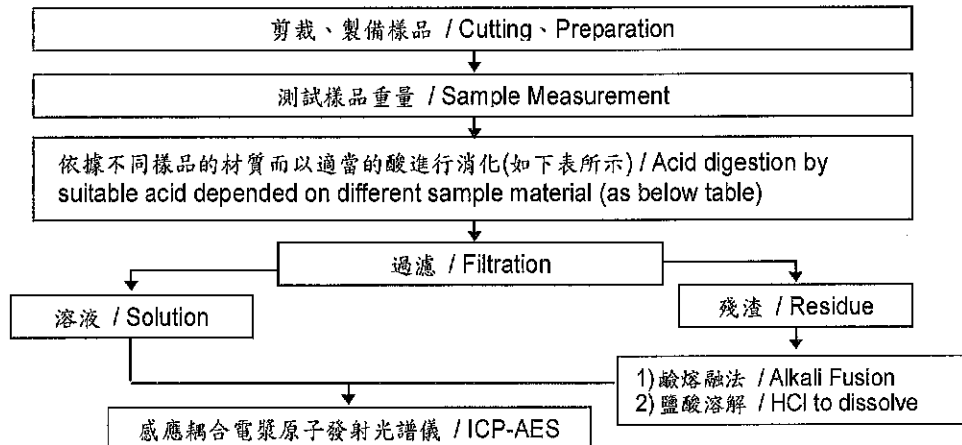 剪裁、製備樣品 / Cutting、Preparation
測試樣品重量 / Sample Measurement
依據不同樣品的材質而以適當的酸進行消化(如下表所示) / Acid digestion by
suitable acid depended on different sample material (as below table)
過濾 / Filtration
溶液 / Solution
殘渣 / Residue
1)鹼熔融法 / Alkali Fusion
2)鹽酸溶解 / HCl to dissolve
感應耦合電漿原子發射光譜儀 / ICP-AES